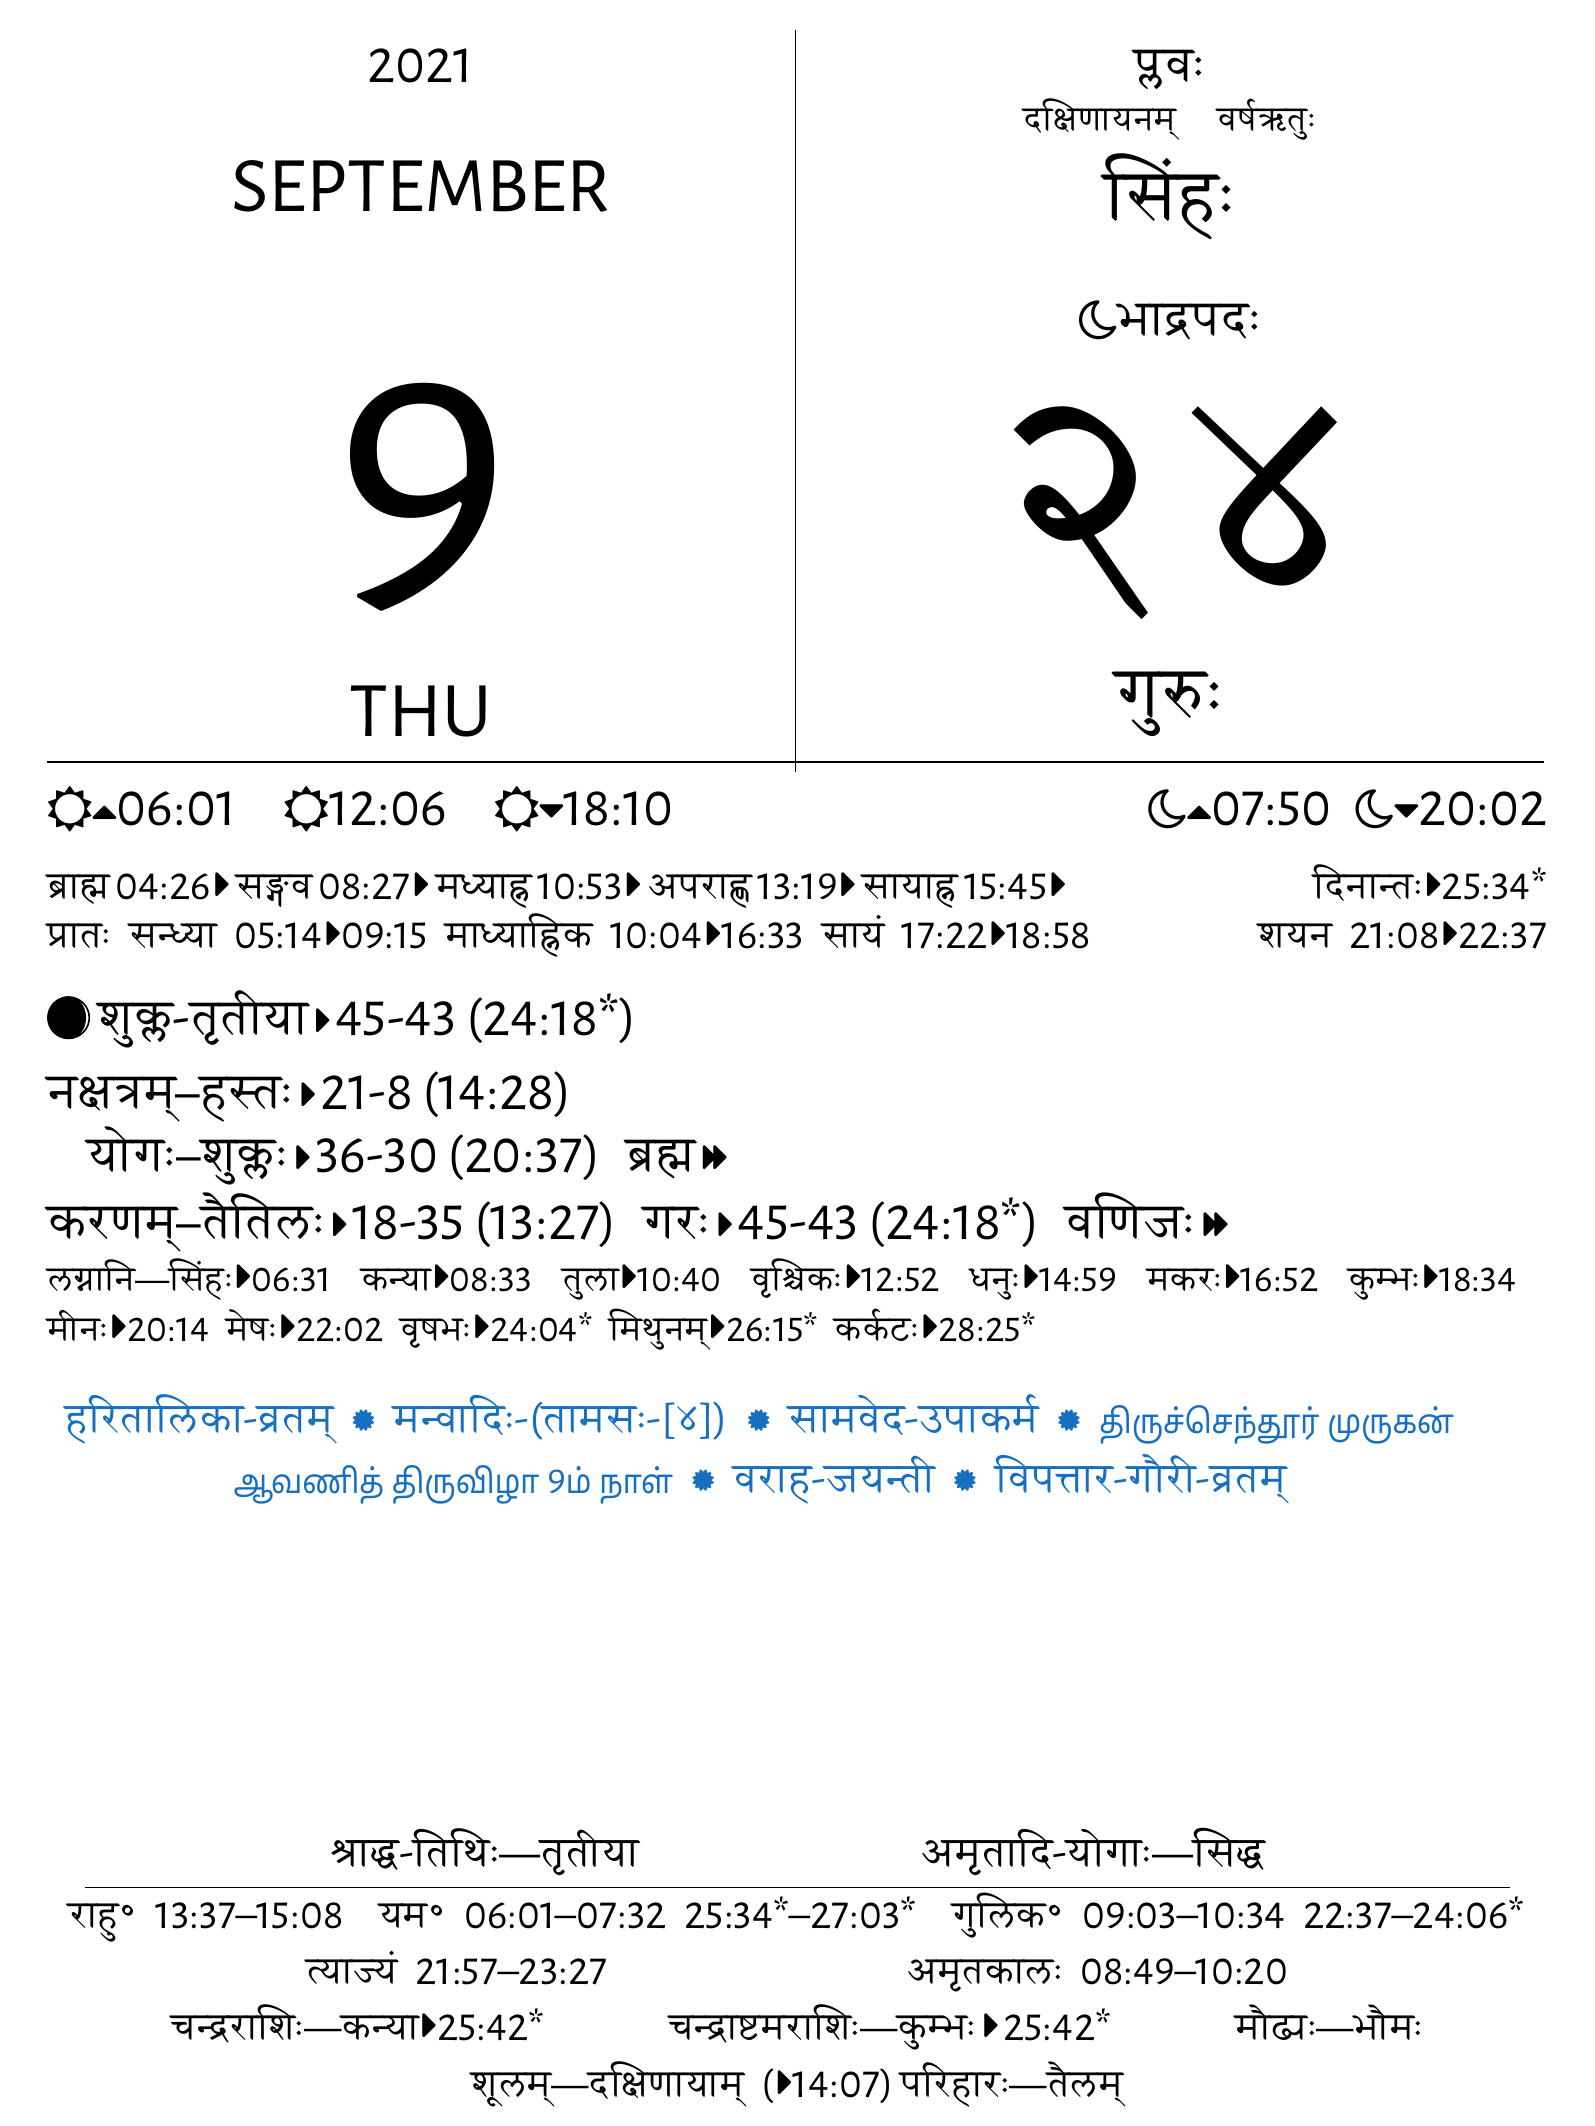 2021
SEPTEMBER
9
THU
प्लवः
दक्षिणायनम् वर्षऋतुः
सिंहः
भाद्रपदः
२४
गुरुः
06:01 12:06 18:10 07:50 20:02
ब्राह्म 04:26 सङ्गव 08:27 मध्याह्न 10:53 अपराह्ण 13:19 सायाह्न 15:45 दिनान्तः 25:34*
प्रातः सन्ध्या 05:14 09:15 माध्याह्निक 10:04 16:33 सायं 17:22 18:58 शयन 21:08 22:37
शुक्ल-तृतीया 45-43 (24:18*)
नक्षत्रम्–हस्तः 21-8 (14:28)
योगः–शुक्लः 36-30 (20:37) ब्रह्म
करणम्–तैतिलः 18-35 (13:27) गरः 45-43 (24:18*) वणिजः
लग्नानि—सिंहः 06:31 कन्या 08:33 तुला 10:40 वृश्चिकः 12:52 धनुः 14:59 मकरः 16:52 कुम्भः 18:34
मीनः 20:14 मेषः 22:02 वृषभः 24:04* मिथुनम् 26:15* कर्कटः 28:25*
हरितालिका-व्रतम् ✹ मन्वादिः-(तामसः-[४]) ✹ सामवेद-उपाकर्म ✹ திருச்செந்தூர் முருகன்
ஆவணித் திருவிழா 9ம் நாள் ✹ वराह-जयन्ती ✹ विपत्तार-गौरी-व्रतम्
श्राद्ध-तिथिः—तृतीया अमृतादि-योगाः—सिद्ध
राहु° 13:37–15:08 यम° 06:01–07:32 25:34*–27:03* गुलिक° 09:03–10:34 22:37–24:06*
त्याज्यं 21:57–23:27 अमृतकालः 08:49–10:20
चन्द्रराशिः—कन्या 25:42* चन्द्राष्टमराशिः—कुम्भः 25:42* मौढ्यः—भौमः
शूलम्—दक्षिणायाम् (14:07) परिहारः—तैलम्